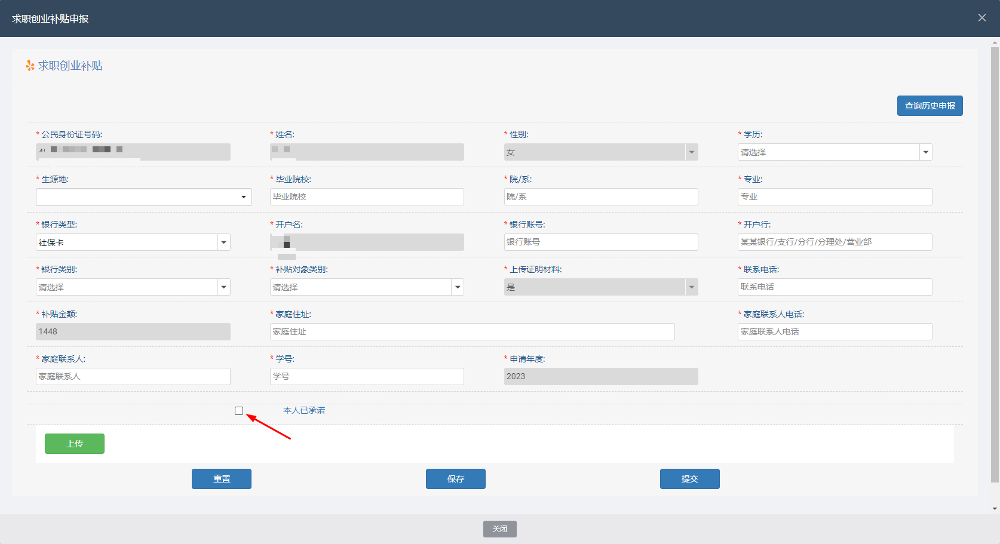 求职创业补贴申报
求职创业补贴
查询历史申报
* 公民身份证号码: * 姓名: * 性别: * 学历:
女 请选择
* 生源地: * 毕业院校: * 院/系: * 专业:
毕业院校 院/系 专业
* 银行类型: * 开户名: * 银行账号: * 开户行:
社保卡 银行账号 某某银行/支行/分行/分理处/营业部
* 银行类别: * 补贴对象类别: * 上传证明材料: * 联系电话:
请选择 请选择 是 联系电话
* 补贴金额: * 家庭住址: * 家庭联系人电话:
1448 家庭住址 家庭联系人电话
* 家庭联系人: * 学号: * 申请年度:
家庭联系人 学号 2023
本人已承诺
上传
重置 保存 提交
关闭